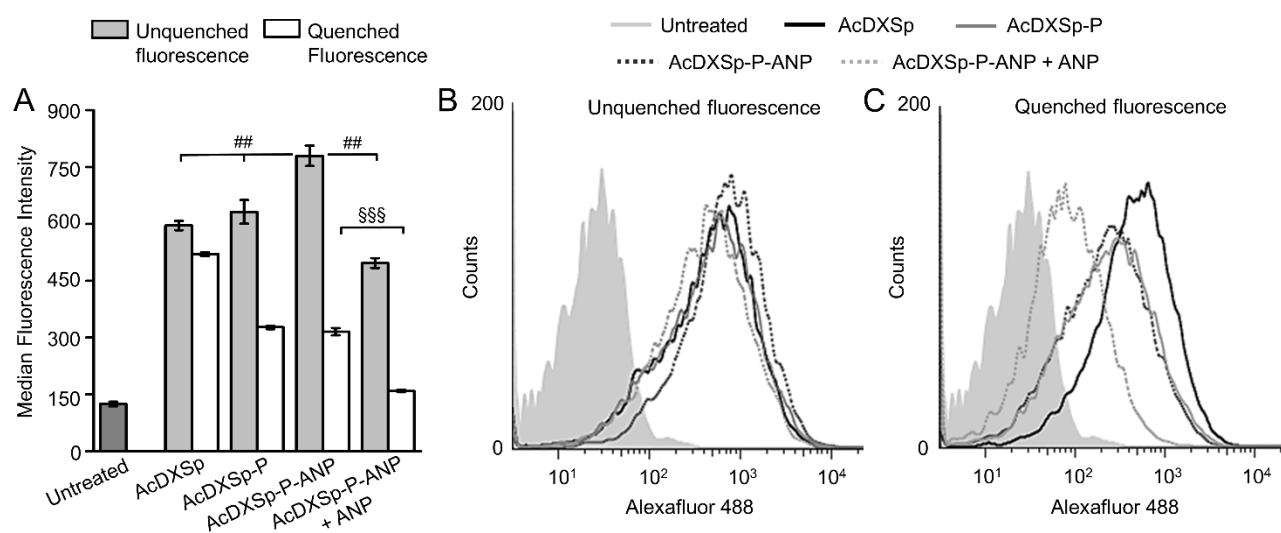 Unquenched
fluorescence
Quenched
Fluorescence
Untreated
AcDXSp
AcDXSp-P
AcDXSp-P-ANP
AcDXSp-P-ANP + ANP
A
900
750
600
450
300
150
0
Median Fluorescence Intensity
##
##
§§§
Untreated
AcDXSp
AcDXSp-P
AcDXSp-P-ANP
AcDXSp-P-ANP
+ ANP
B
200
Unquenched fluorescence
Counts
0
10¹
10²
10³
Alexafluor 488
C
200
Quenched fluorescence
Counts
0
10¹
10²
10³
10⁴
Alexafluor 488